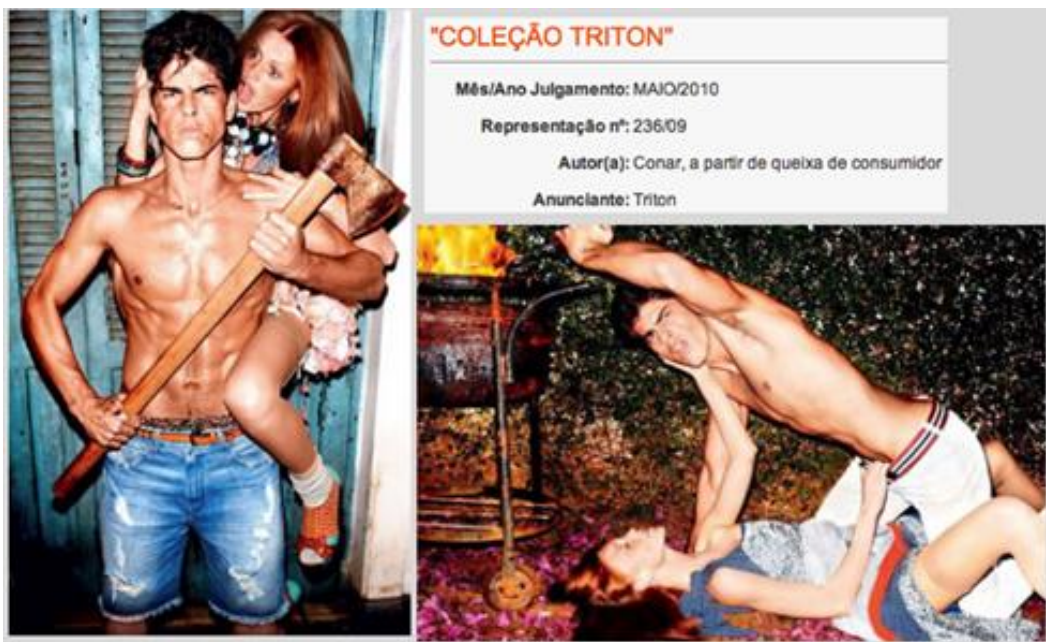 "COLEÇÃO TRITON"
Mês/Ano Julgamento: MAIO/2010
Representação nº: 236/09
Autor(a): Conar, a partir de queixa de consumidor
Anunciante: Triton